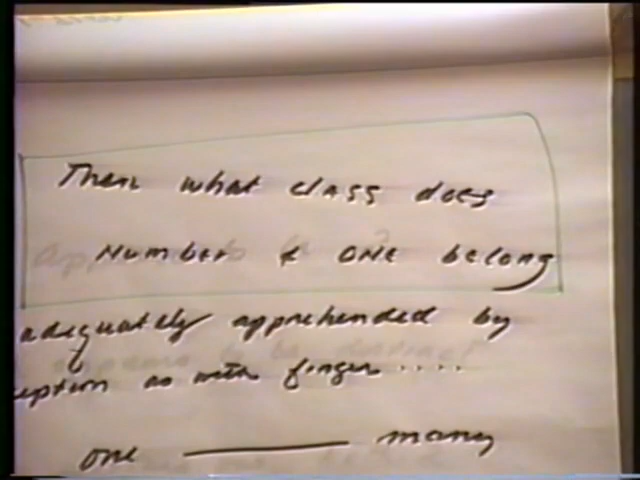 Then what class does
Number & ONE belong
adequately apprehended by
eption as with finger....
one ——— many